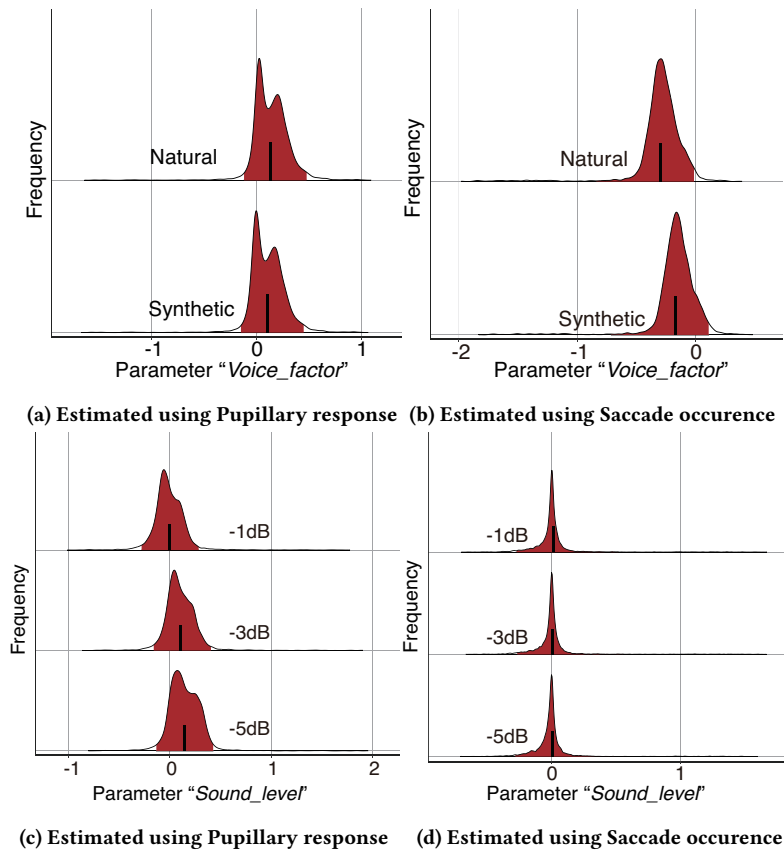 Frequency
Natural
Synthetic
-1 0 1
Parameter “Voice_factor”
(a) Estimated using Pupillary response
Frequency
Natural
Synthetic
-2 -1 0
Parameter “Voice_factor”
(b) Estimated using Saccade occurence
Frequency
-1dB
-3dB
-5dB
-1 0 1 2
Parameter “Sound_level”
(c) Estimated using Pupillary response
Frequency
-1dB
-3dB
-5dB
0 1
Parameter “Sound_level”
(d) Estimated using Saccade occurence